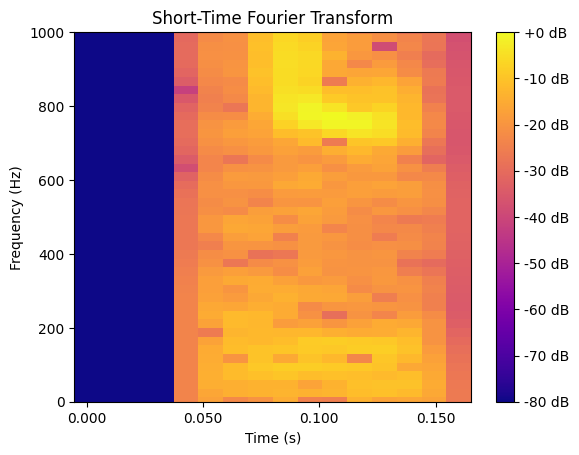 Short-Time Fourier Transform
1000
800
600
400
200
0
Frequency (Hz)
0.000
0.050
0.100
0.150
Time (s)
+0 dB
-10 dB
-20 dB
-30 dB
-40 dB
-50 dB
-60 dB
-70 dB
-80 dB